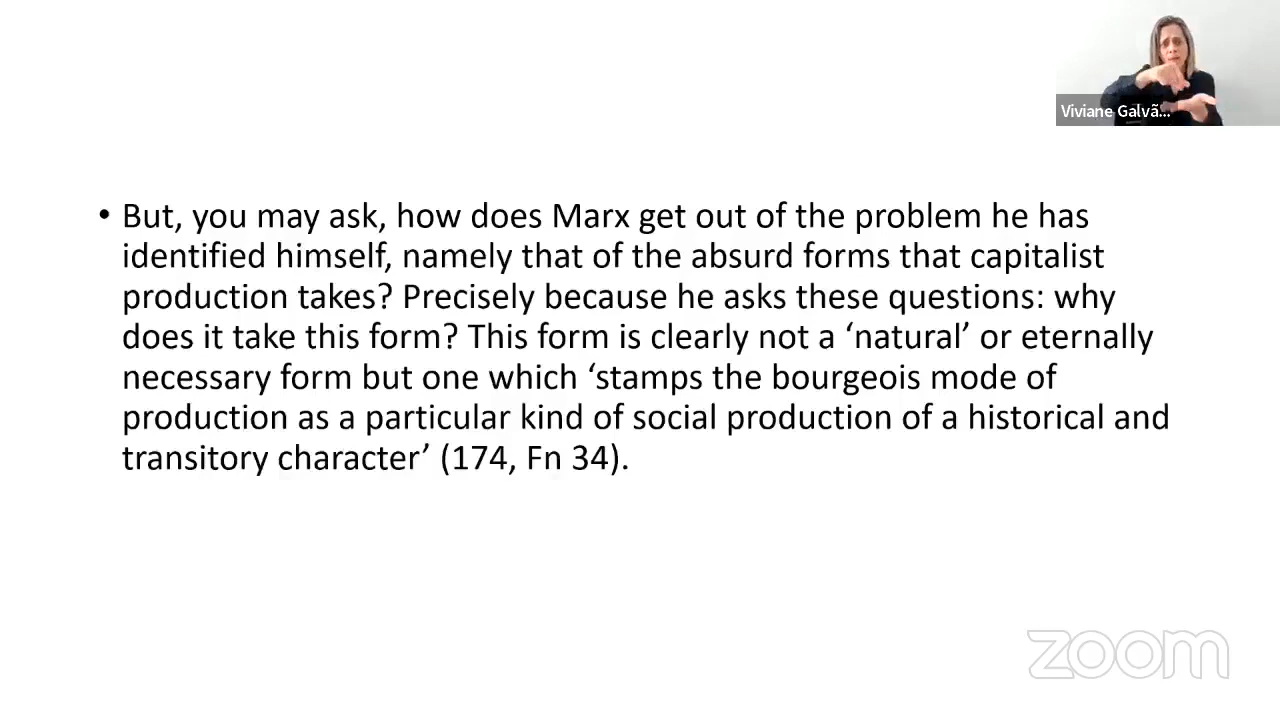 Viviane Galvã...
• But, you may ask, how does Marx get out of the problem he has
identified himself, namely that of the absurd forms that capitalist
production takes? Precisely because he asks these questions: why
does it take this form? This form is clearly not a ‘natural’ or eternally
necessary form but one which ‘stamps the bourgeois mode of
production as a particular kind of social production of a historical and
transitory character’ (174, Fn 34).
zoom